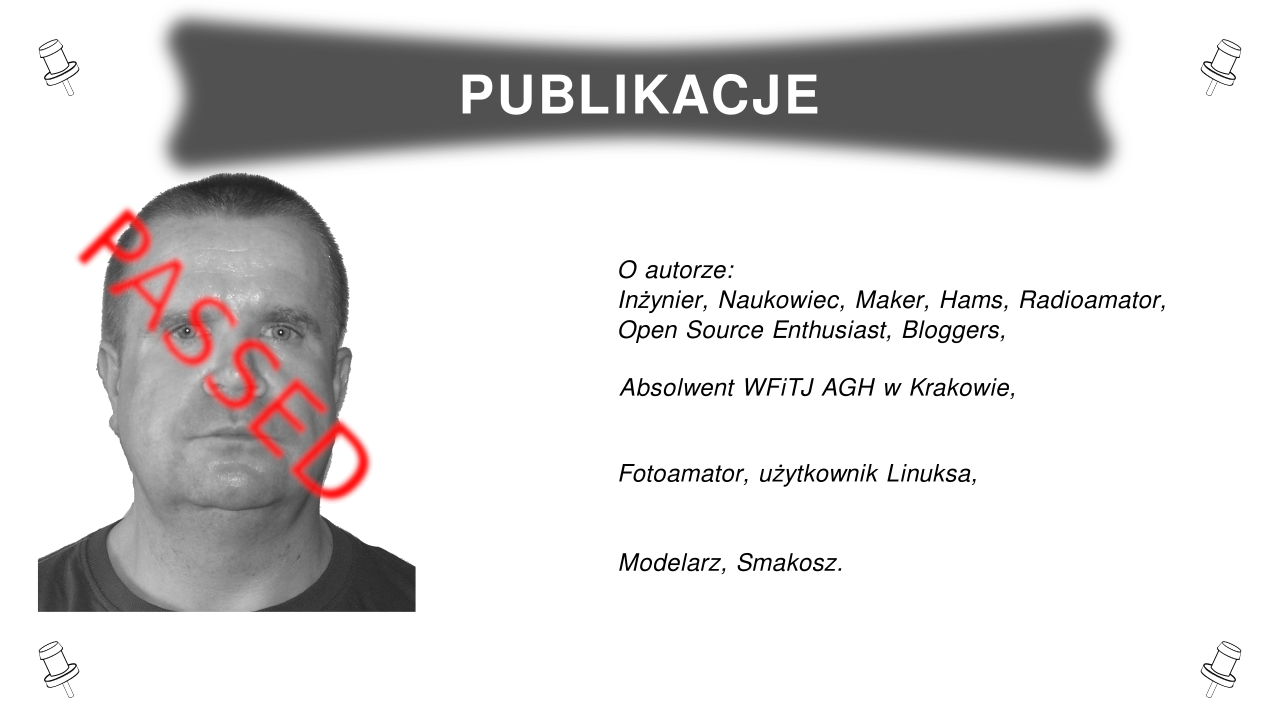 PUBLIKACJE
PASSED
O autorze:
Inżynier, Naukowiec, Maker, Hams, Radioamator,
Open Source Enthusiast, Bloggers,
Absolwent WFiTJ AGH w Krakowie,
Fotoamator, użytkownik Linuksa,
Modelarz, Smakosz.